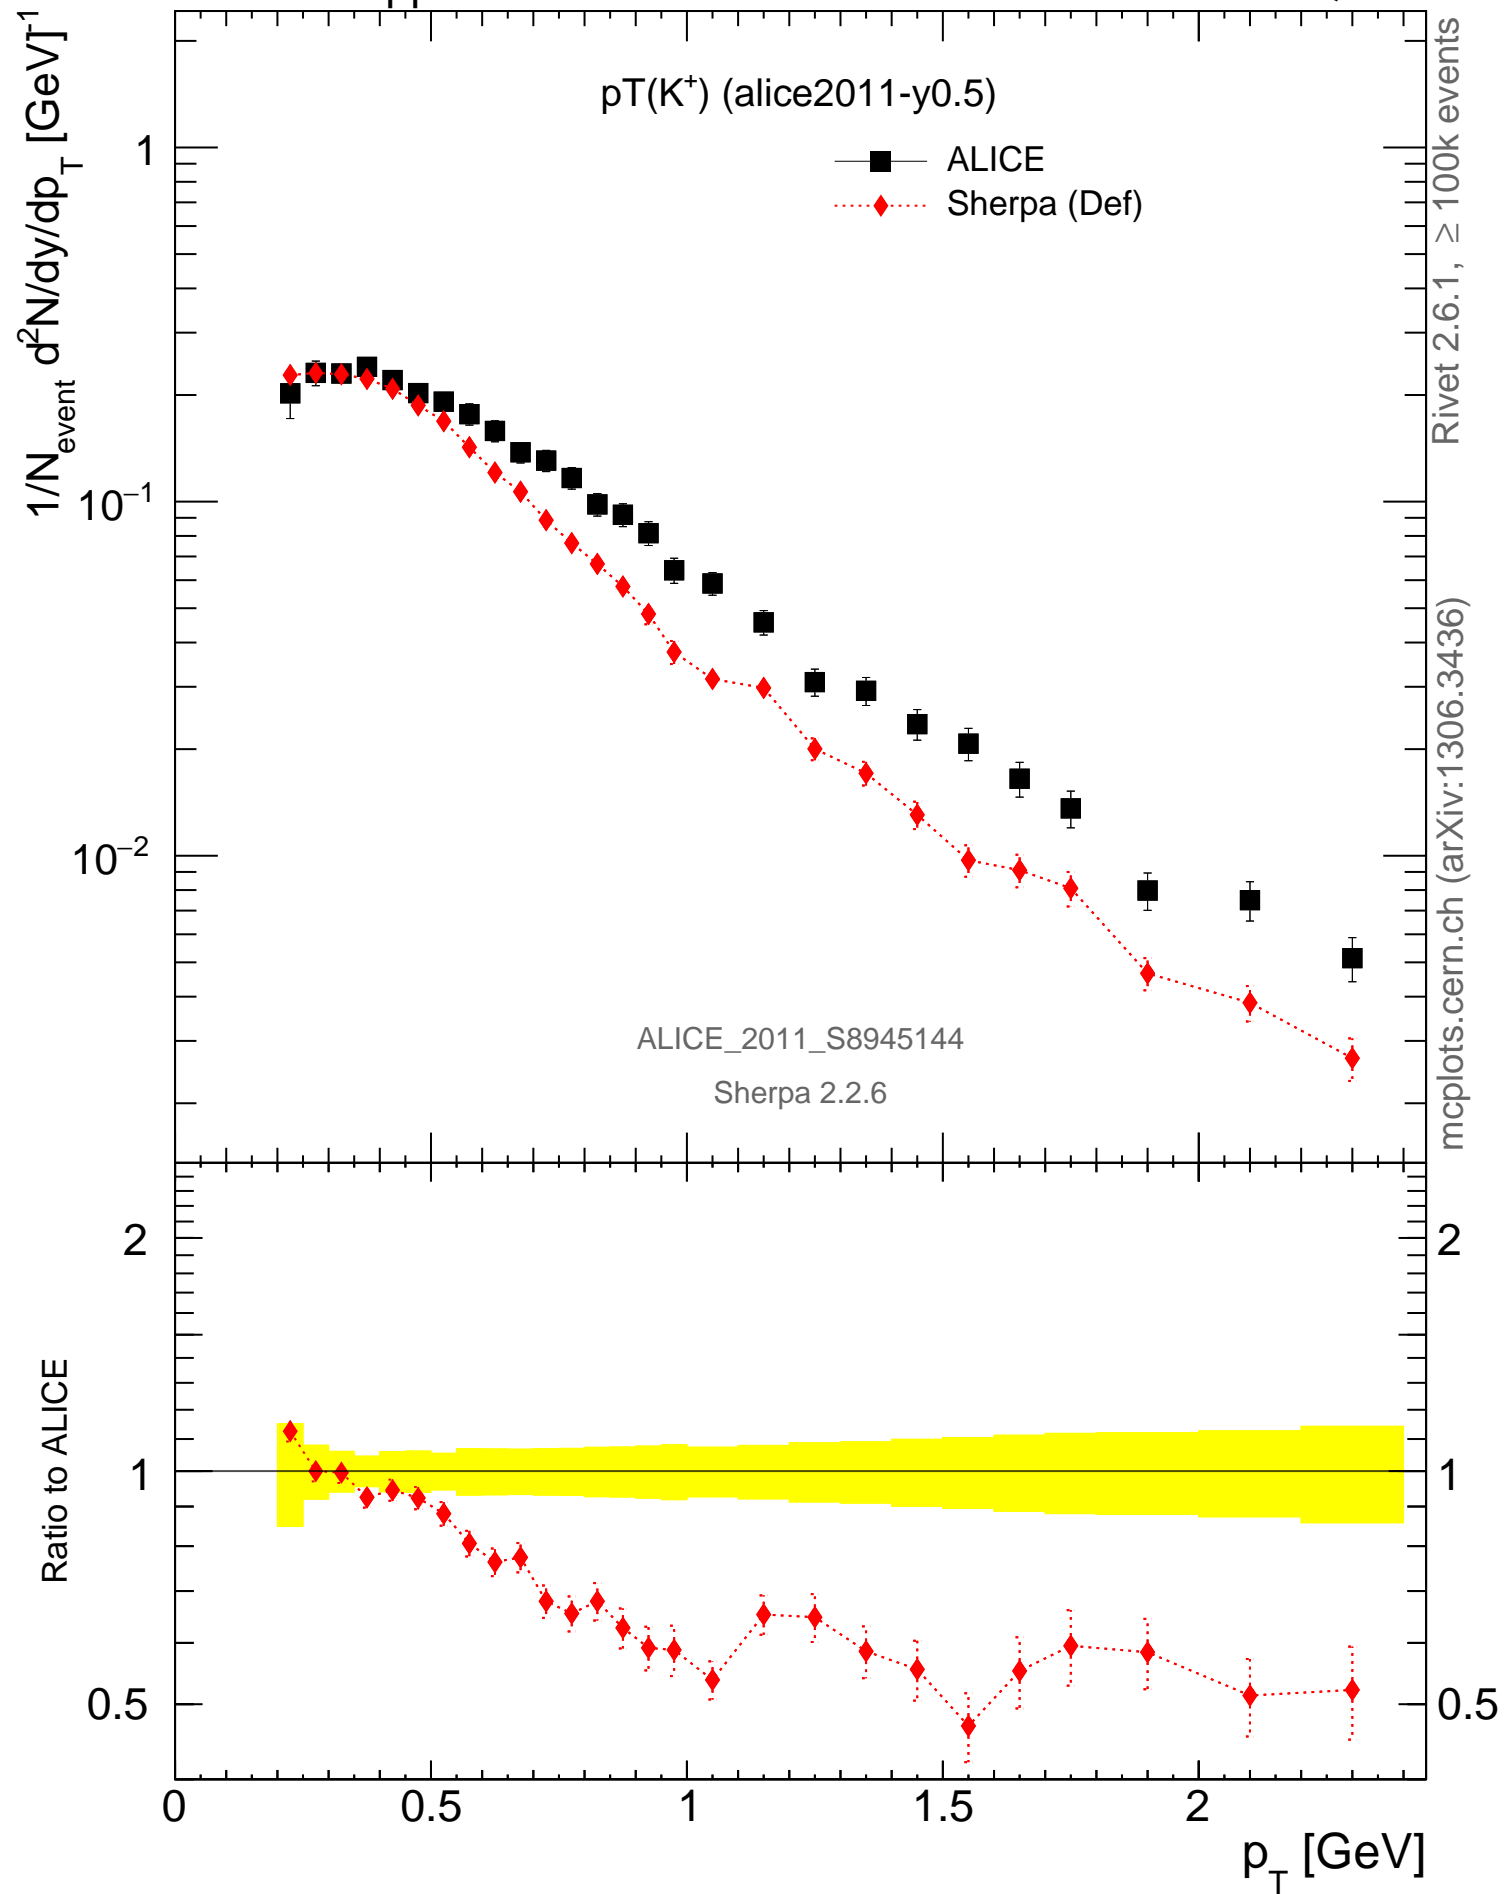 pT(K⁺) (alice2011-y0.5)
ALICE
Sherpa (Def)
1/N_event d²N/dy/dp_T [GeV]⁻¹
1
10⁻¹
10⁻²
ALICE_2011_S8945144
Sherpa 2.2.6
Rivet 2.6.1, ≥ 100k events
mcplots.cern.ch (arXiv:1306.3436)
Ratio to ALICE
2
1
0.5
2
1
0.5
0
0.5
1
1.5
2
p_T [GeV]